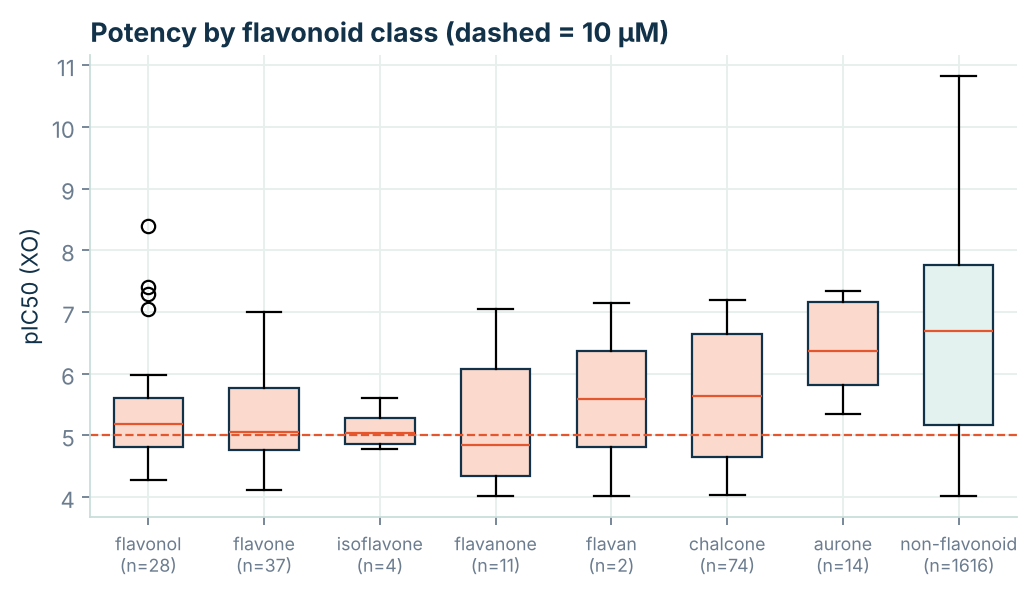 Potency by flavonoid class (dashed = 10 µM)
pIC50 (XO)
11
10
9
8
7
6
5
4
flavonol
(n=28)
flavone
(n=37)
isoflavone
(n=4)
flavanone
(n=11)
flavan
(n=2)
chalcone
(n=74)
aurone
(n=14)
non-flavonoid
(n=1616)